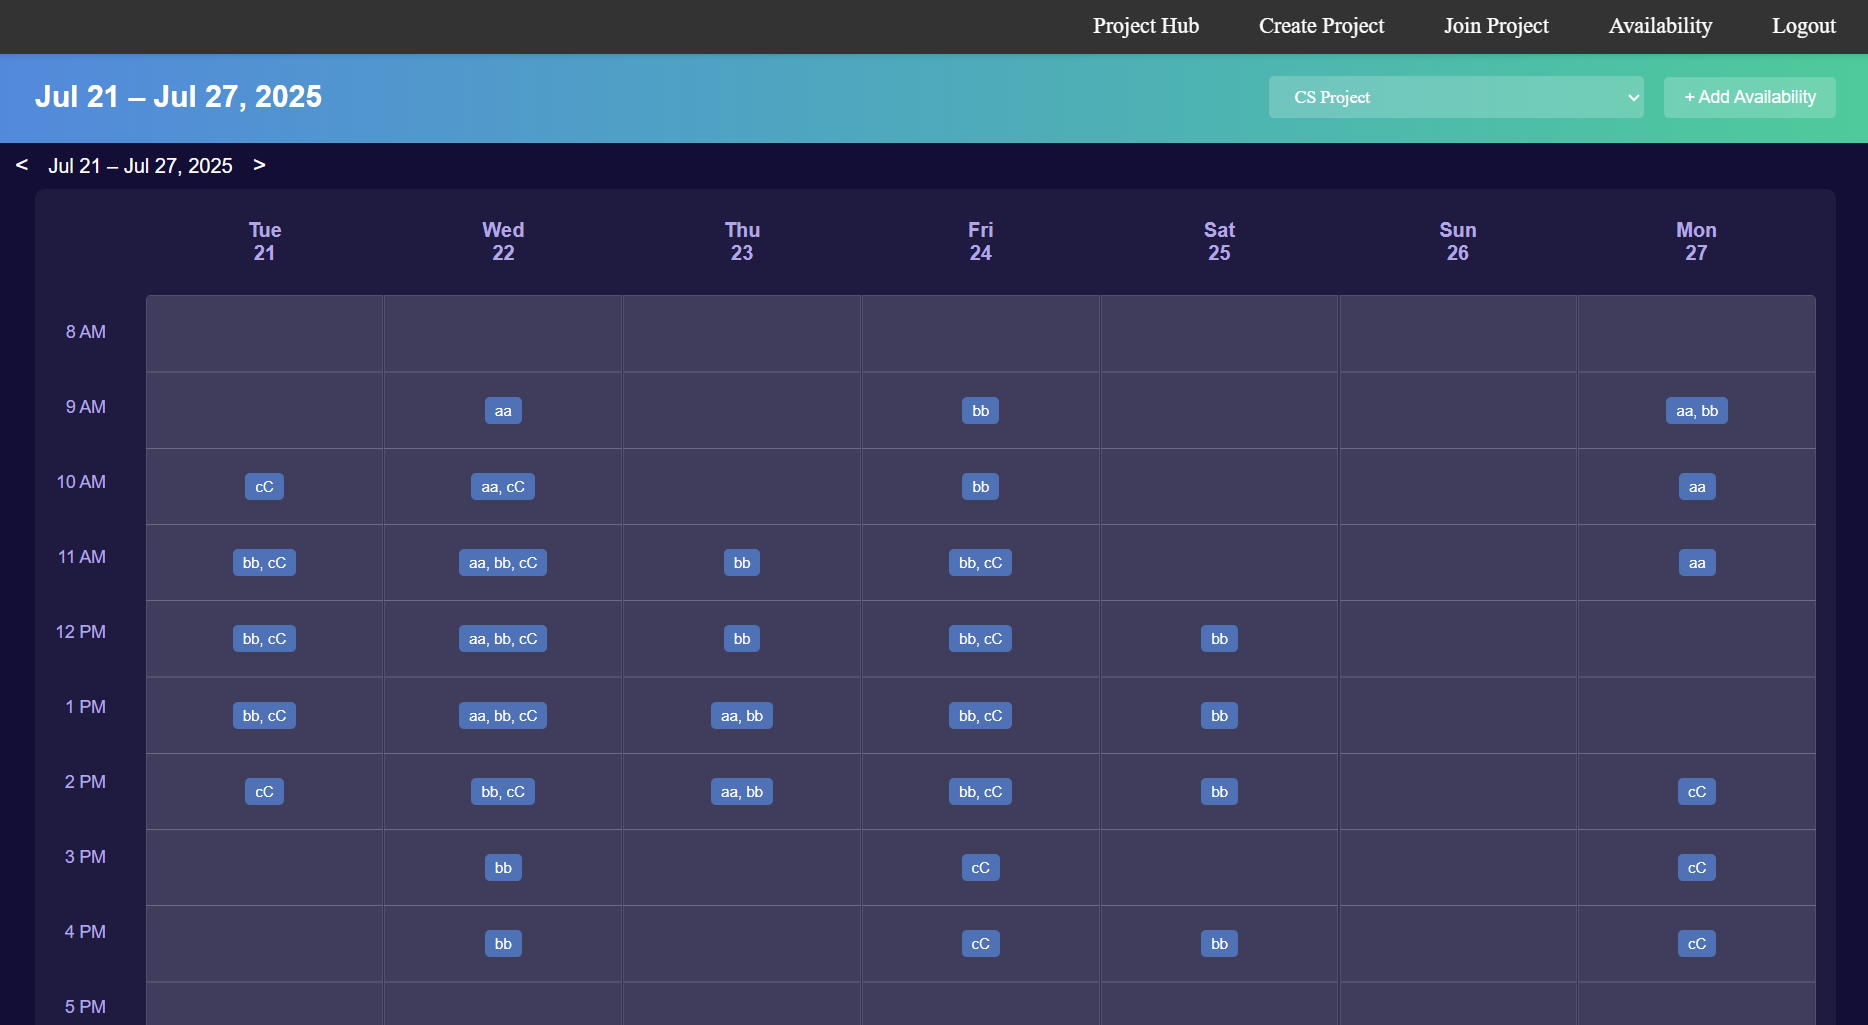 Project Hub Create Project Join Project Availability Logout
Jul 21 – Jul 27, 2025 CS Project + Add Availability
< Jul 21 – Jul 27, 2025 >
Tue Wed Thu Fri Sat Sun Mon
21 22 23 24 25 26 27
8 AM
9 AM aa bb aa, bb
10 AM cC aa, cC bb aa
11 AM bb, cC aa, bb, cC bb bb, cC aa
12 PM bb, cC aa, bb, cC bb bb, cC bb
1 PM bb, cC aa, bb, cC aa, bb bb, cC bb
2 PM cC bb, cC aa, bb bb, cC bb cC
3 PM bb cC cC
4 PM bb cC bb cC
5 PM